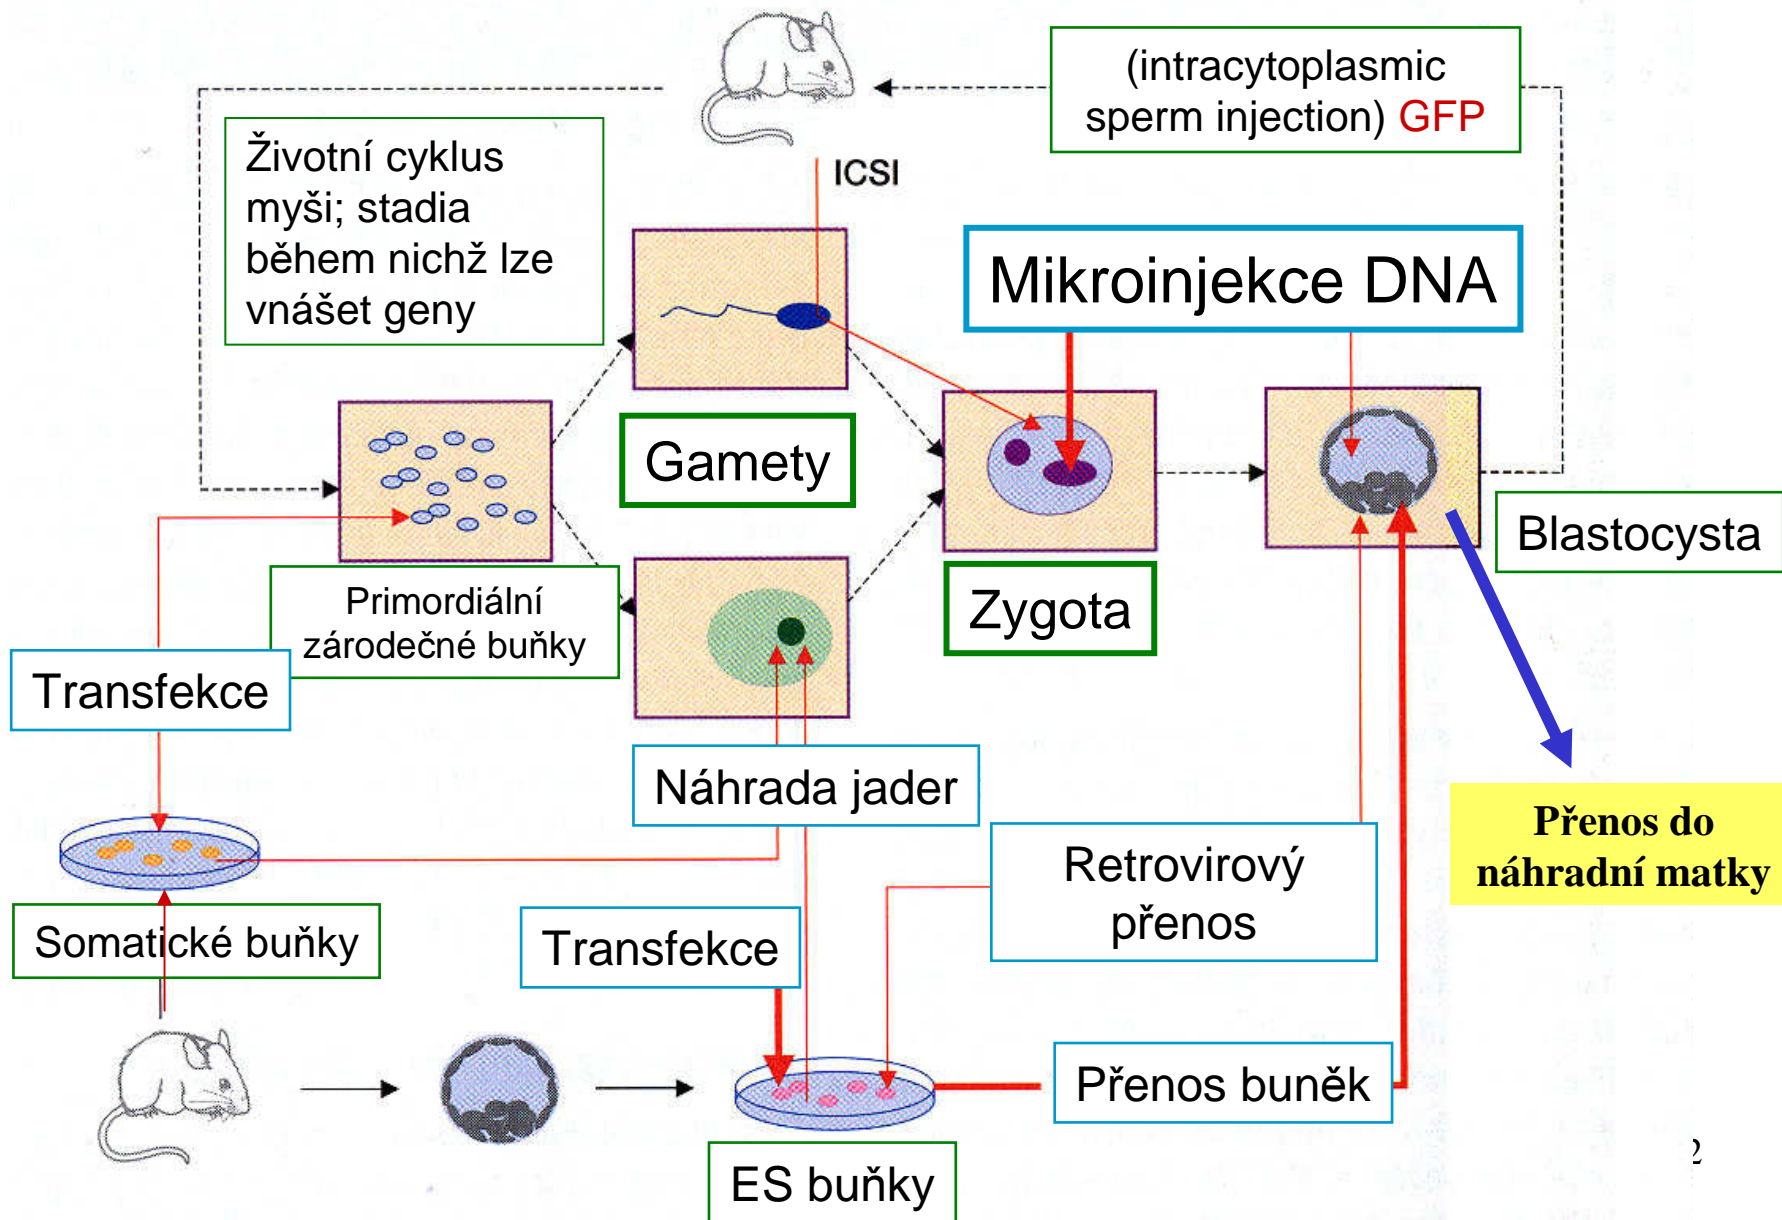 (intracytoplasmic
sperm injection) GFP
Životní cyklus
myši; stadia
během nichž lze
vnášet geny
ICSI
Mikroinjekce DNA
Gamety
Blastocysta
Zygota
Primordiální
zárodečné buňky
Transfekce
Náhrada jader
Přenos do
náhradní matky
Retrovirový
přenos
Somatické buňky
Transfekce
Přenos buněk
ES buňky
2